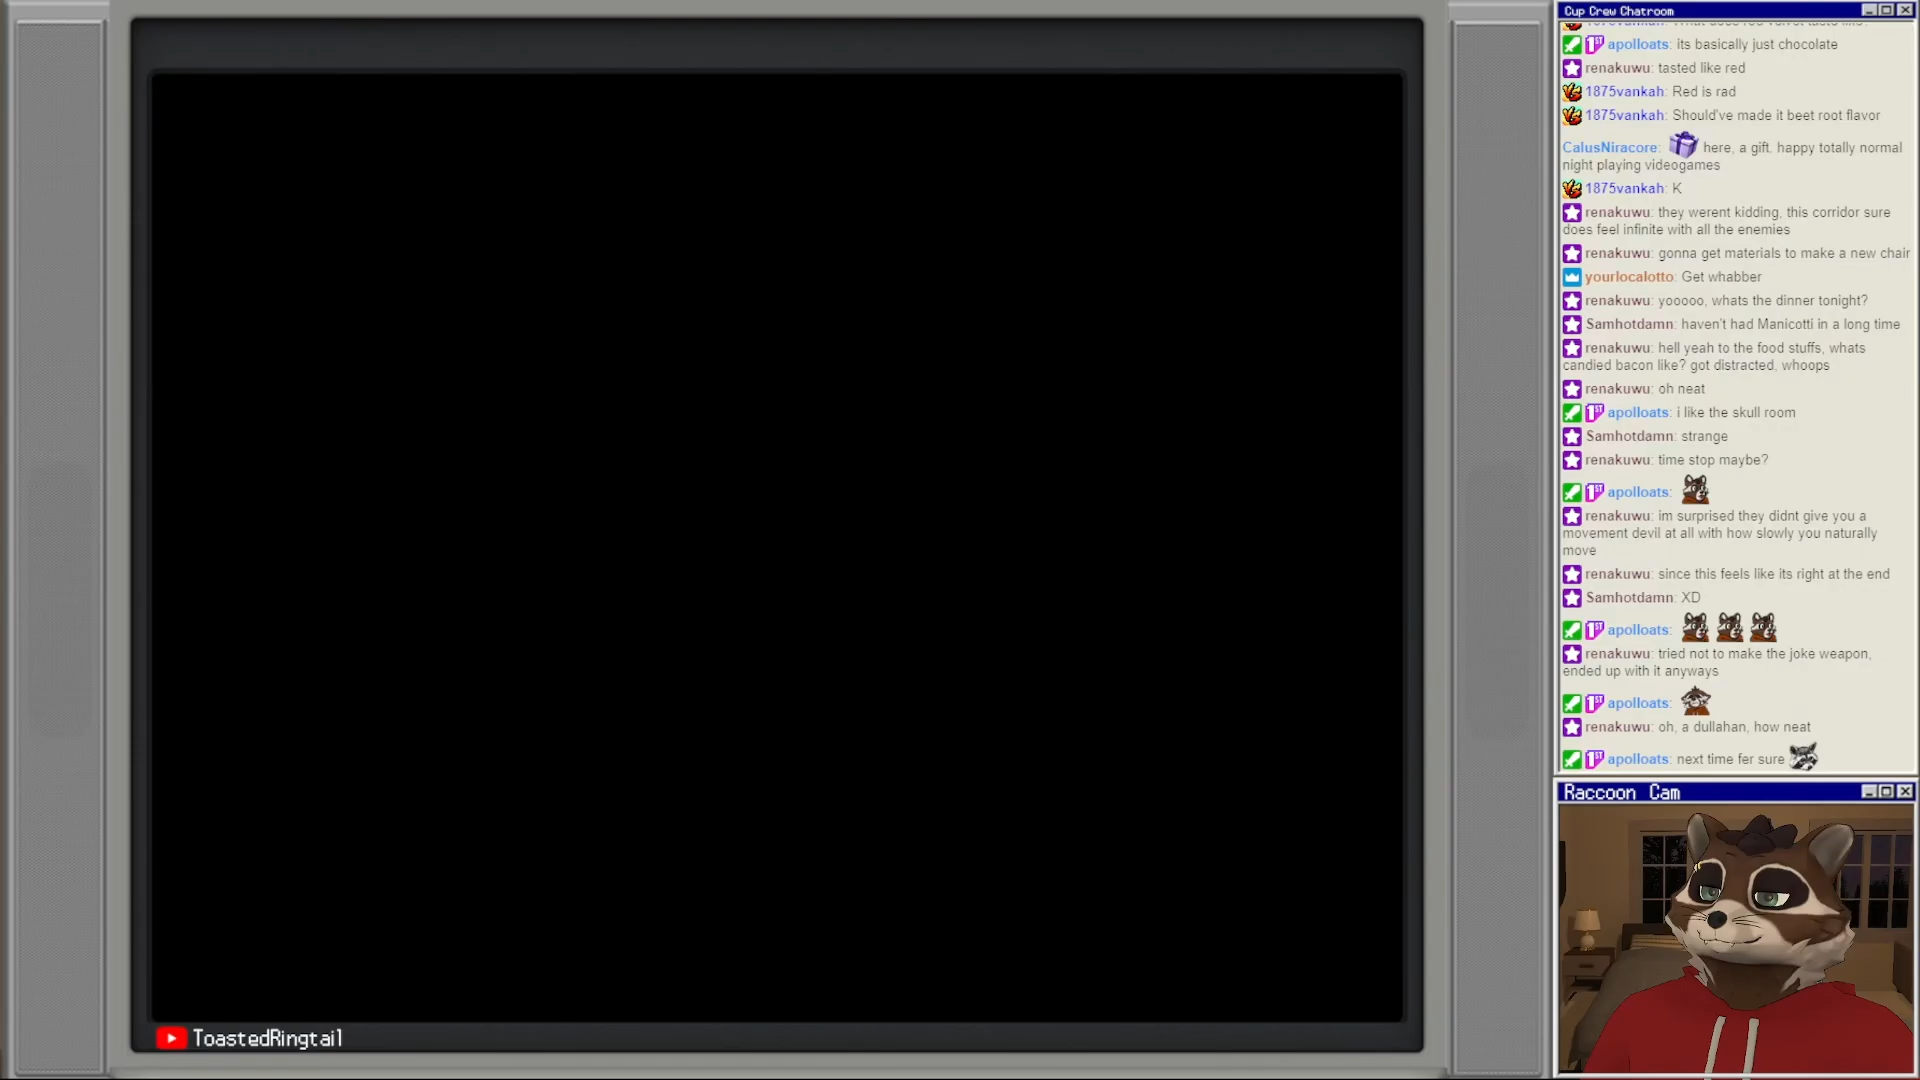 Cup Crew Chatroom
apolloats: its basically just chocolate
renakuwu: tasted like red
1875vankah: Red is rad
1875vankah: Should've made it beet root flavor
CalusNiracore: here, a gift. happy totally normal
night playing videogames
1875vankah: K
renakuwu: they werent kidding, this corridor sure
does feel infinite with all the enemies
renakuwu: gonna get materials to make a new chair
yourlocalotto: Get whabber
renakuwu: yooooo, whats the dinner tonight?
Samhotdamn: haven't had Manicotti in a long time
renakuwu: hell yeah to the food stuffs, whats
candied bacon like? got distracted, whoops
renakuwu: oh neat
apolloats: i like the skull room
Samhotdamn: strange
renakuwu: time stop maybe?
apolloats:
renakuwu: im surprised they didnt give you a
movement devil at all with how slowly you naturally
move
renakuwu: since this feels like its right at the end
Samhotdamn: XD
apolloats:
renakuwu: tried not to make the joke weapon,
ended up with it anyways
apolloats:
renakuwu: oh, a dullahan, how neat
apolloats: next time fer sure
Raccoon Cam
ToastedRingtail